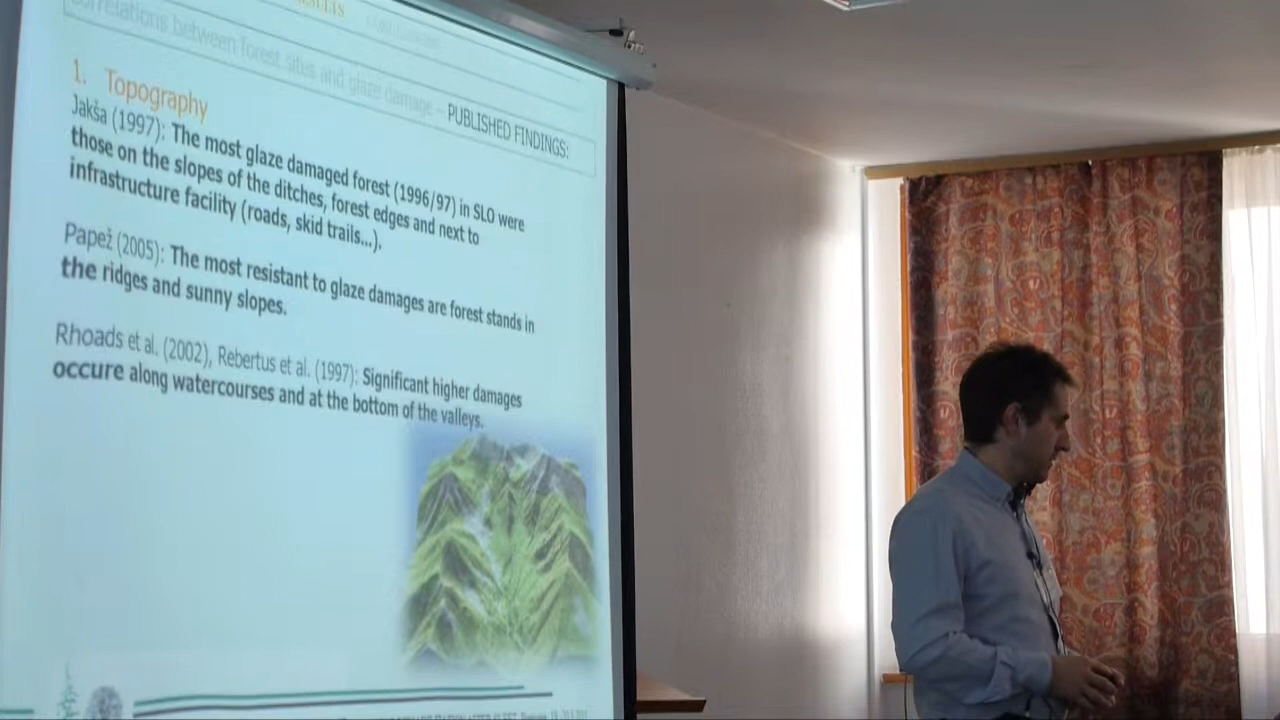 RESULTS
correlations between forest sites and glaze damage – PUBLISHED FINDINGS:
1. Topography
Jakša (1997): The most glaze damaged forest (1996/97) in SLO were
those on the slopes of the ditches, forest edges and next to
infrastructure facility (roads, skid trails...).
Papež (2005): The most resistant to glaze damages are forest stands in
the ridges and sunny slopes.
Rhoads et al. (2002), Rebertus et al. (1997): Significant higher damages
occure along watercourses and at the bottom of the valleys.